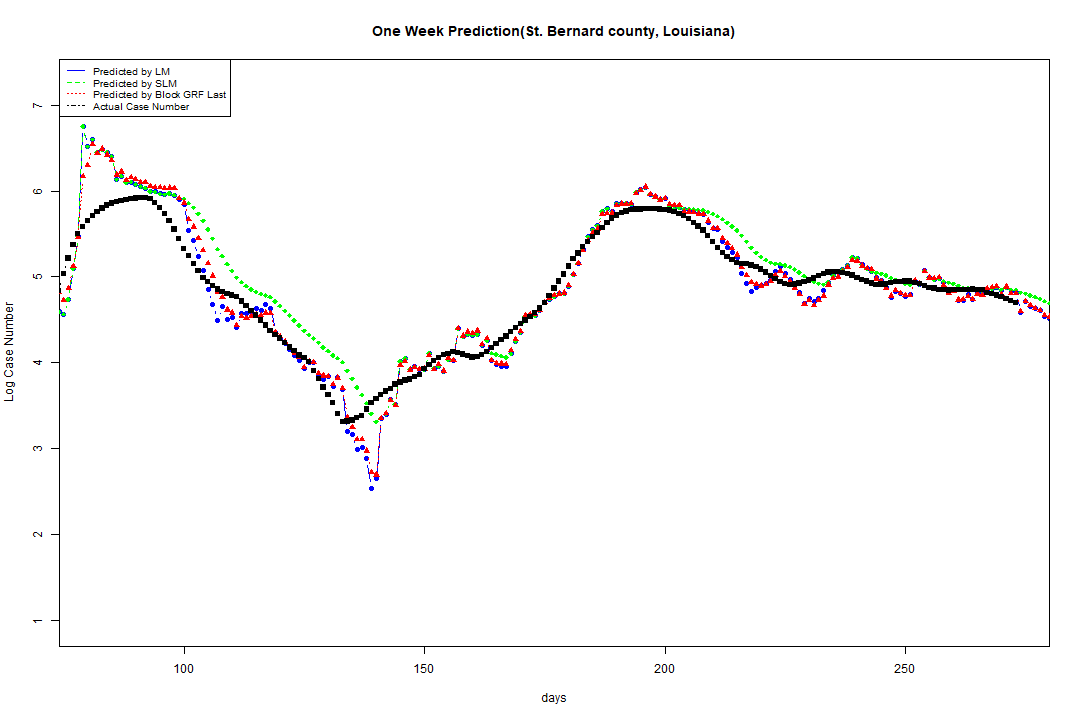 One Week Prediction(St. Bernard county, Louisiana)
Predicted by LM
Predicted by SLM
Predicted by Block GRF Last
Actual Case Number
7
6
5
4
3
2
1
Log Case Number
100 150 200 250
days